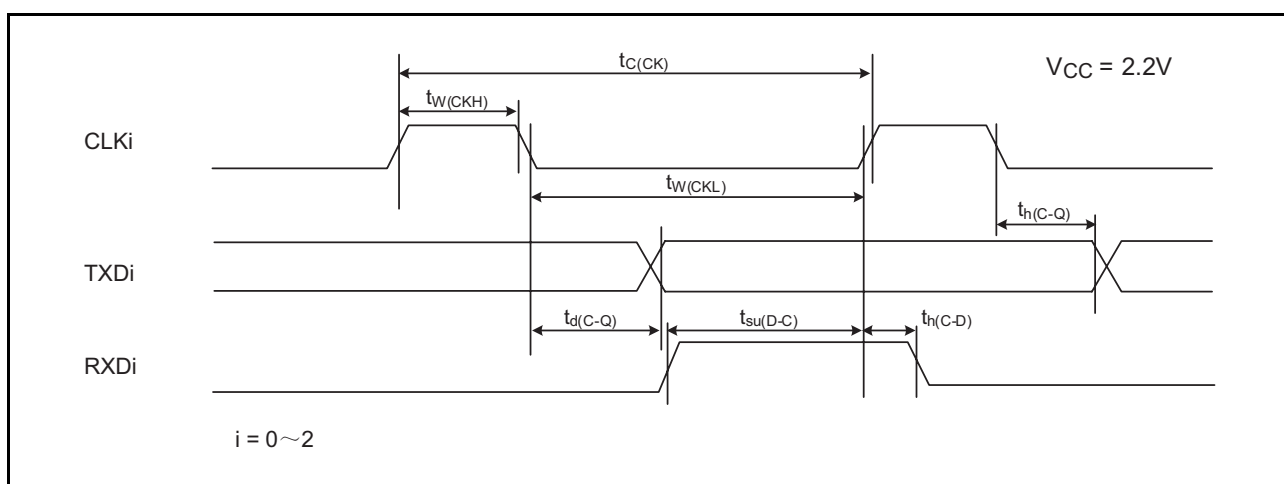 tC(CK)
VCC = 2.2V
tW(CKH)
CLKi
tW(CKL)
th(C-Q)
TXDi
td(C-Q)
tsu(D-C)
th(C-D)
RXDi
i = 0～2